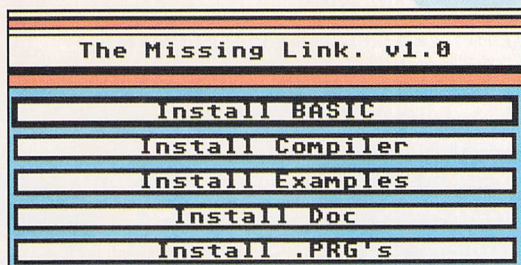 The Missing Link. v1.0
Install BASIC
Install Compiler
Install Examples
Install Doc
Install .PRG's